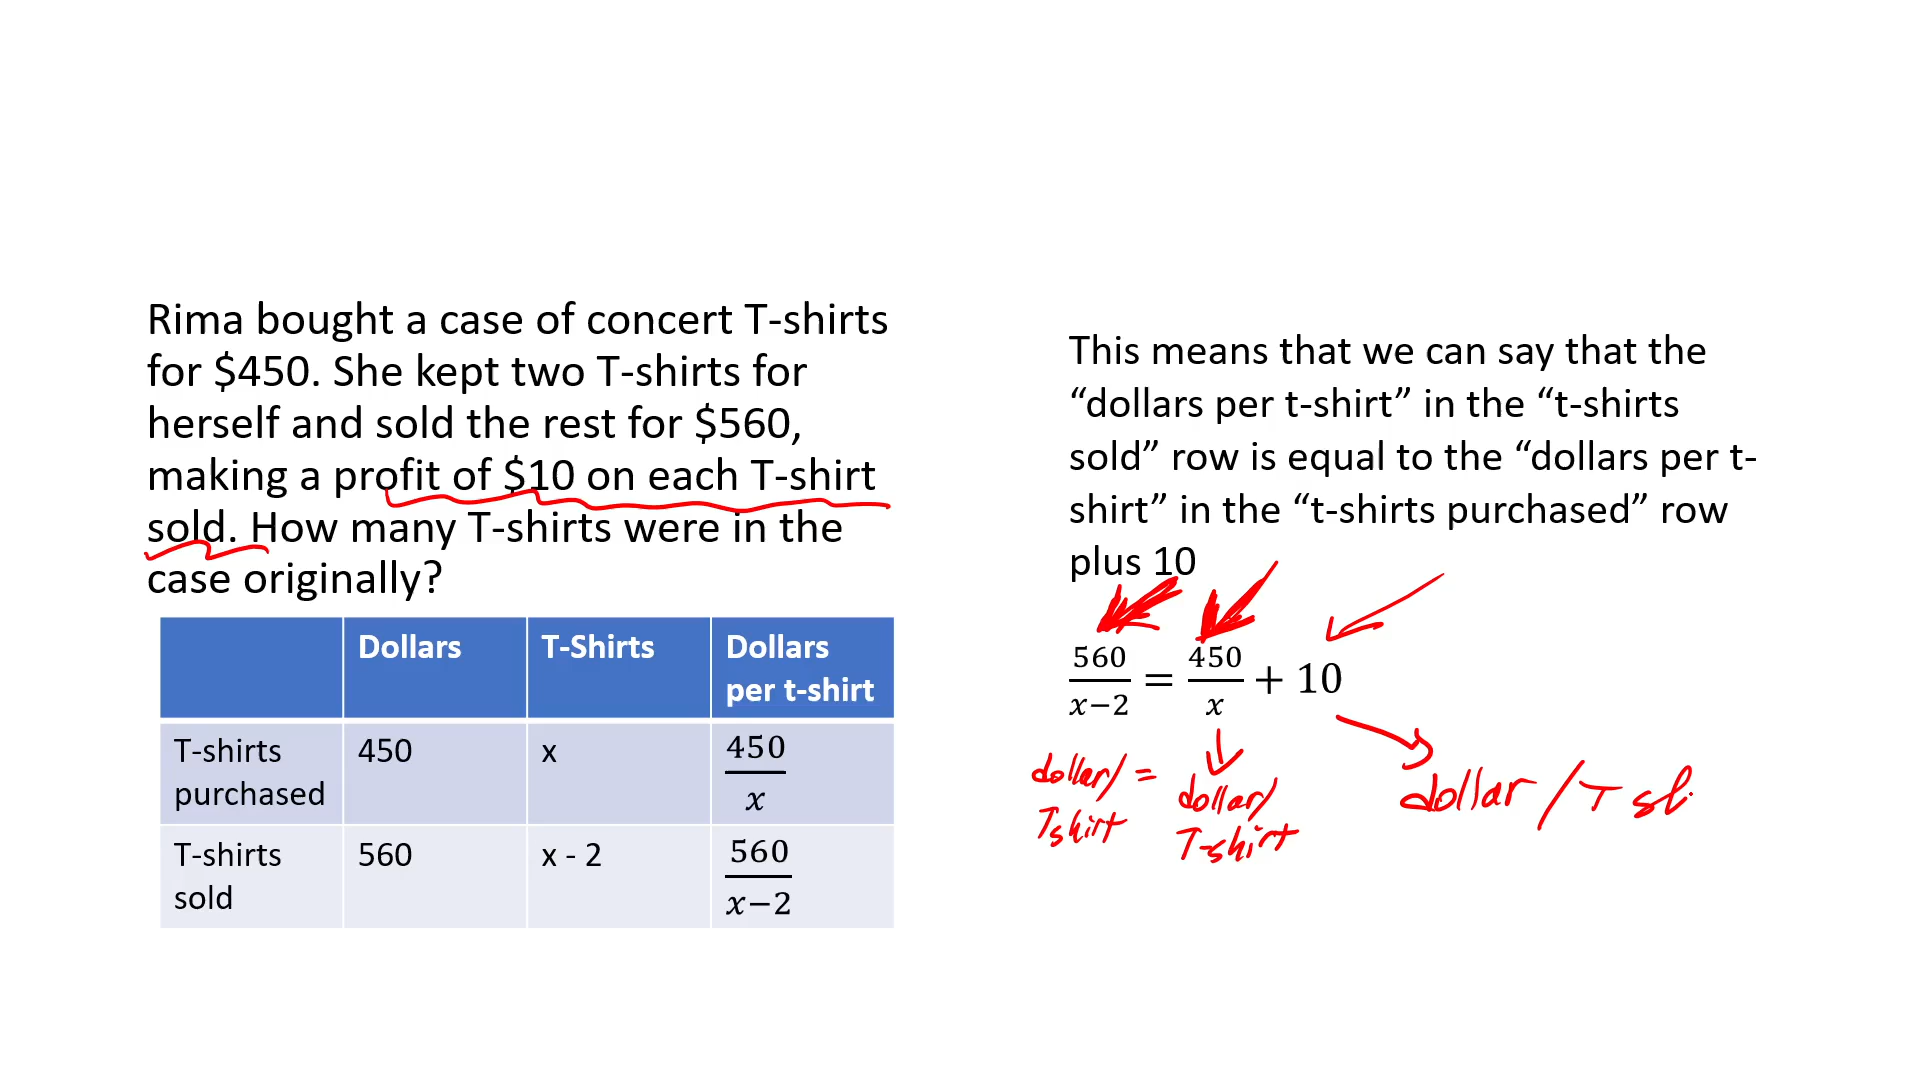 Rima bought a case of concert T-shirts
for $450. She kept two T-shirts for
herself and sold the rest for $560,
making a profit of $10 on each T-shirt
sold. How many T-shirts were in the
case originally?
Dollars T-Shirts Dollars per t-shirt
T-shirts purchased 450 x 450/x
T-shirts sold 560 x - 2 560/(x−2)
This means that we can say that the
“dollars per t-shirt” in the “t-shirts
sold” row is equal to the “dollars per t-
shirt” in the “t-shirts purchased” row
plus 10
560/(x−2) = 450/x + 10
dollar/ =
Tshirt
dollar/
T-shirt
dollar / T